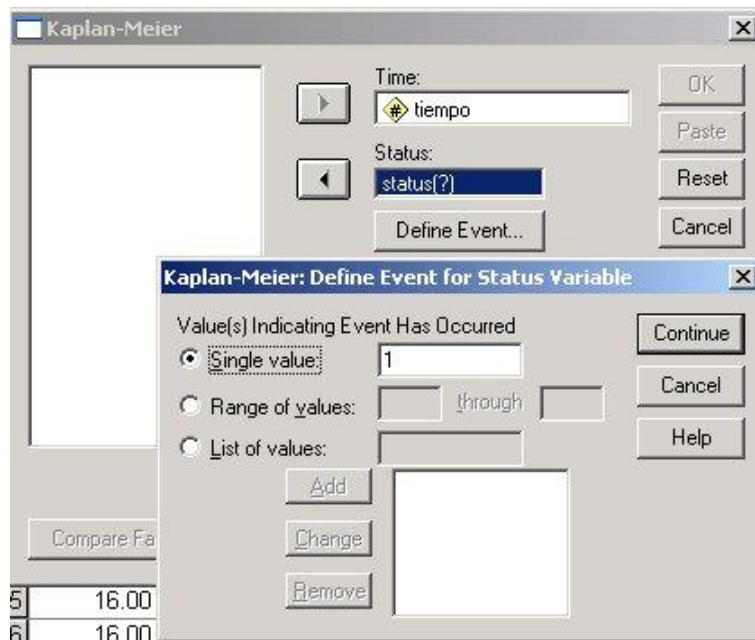 Kaplan-Meier
Time:
tiempo
OK
Paste
Status:
status(?)
Reset
Define Event...
Cancel
Kaplan-Meier: Define Event for Status Variable
Value(s) Indicating Event Has Occurred
Single value:
1
Continue
Range of values:
through
Cancel
List of values:
Help
Add
Change
Remove
Compare Fa
5 16.00
6 16.00